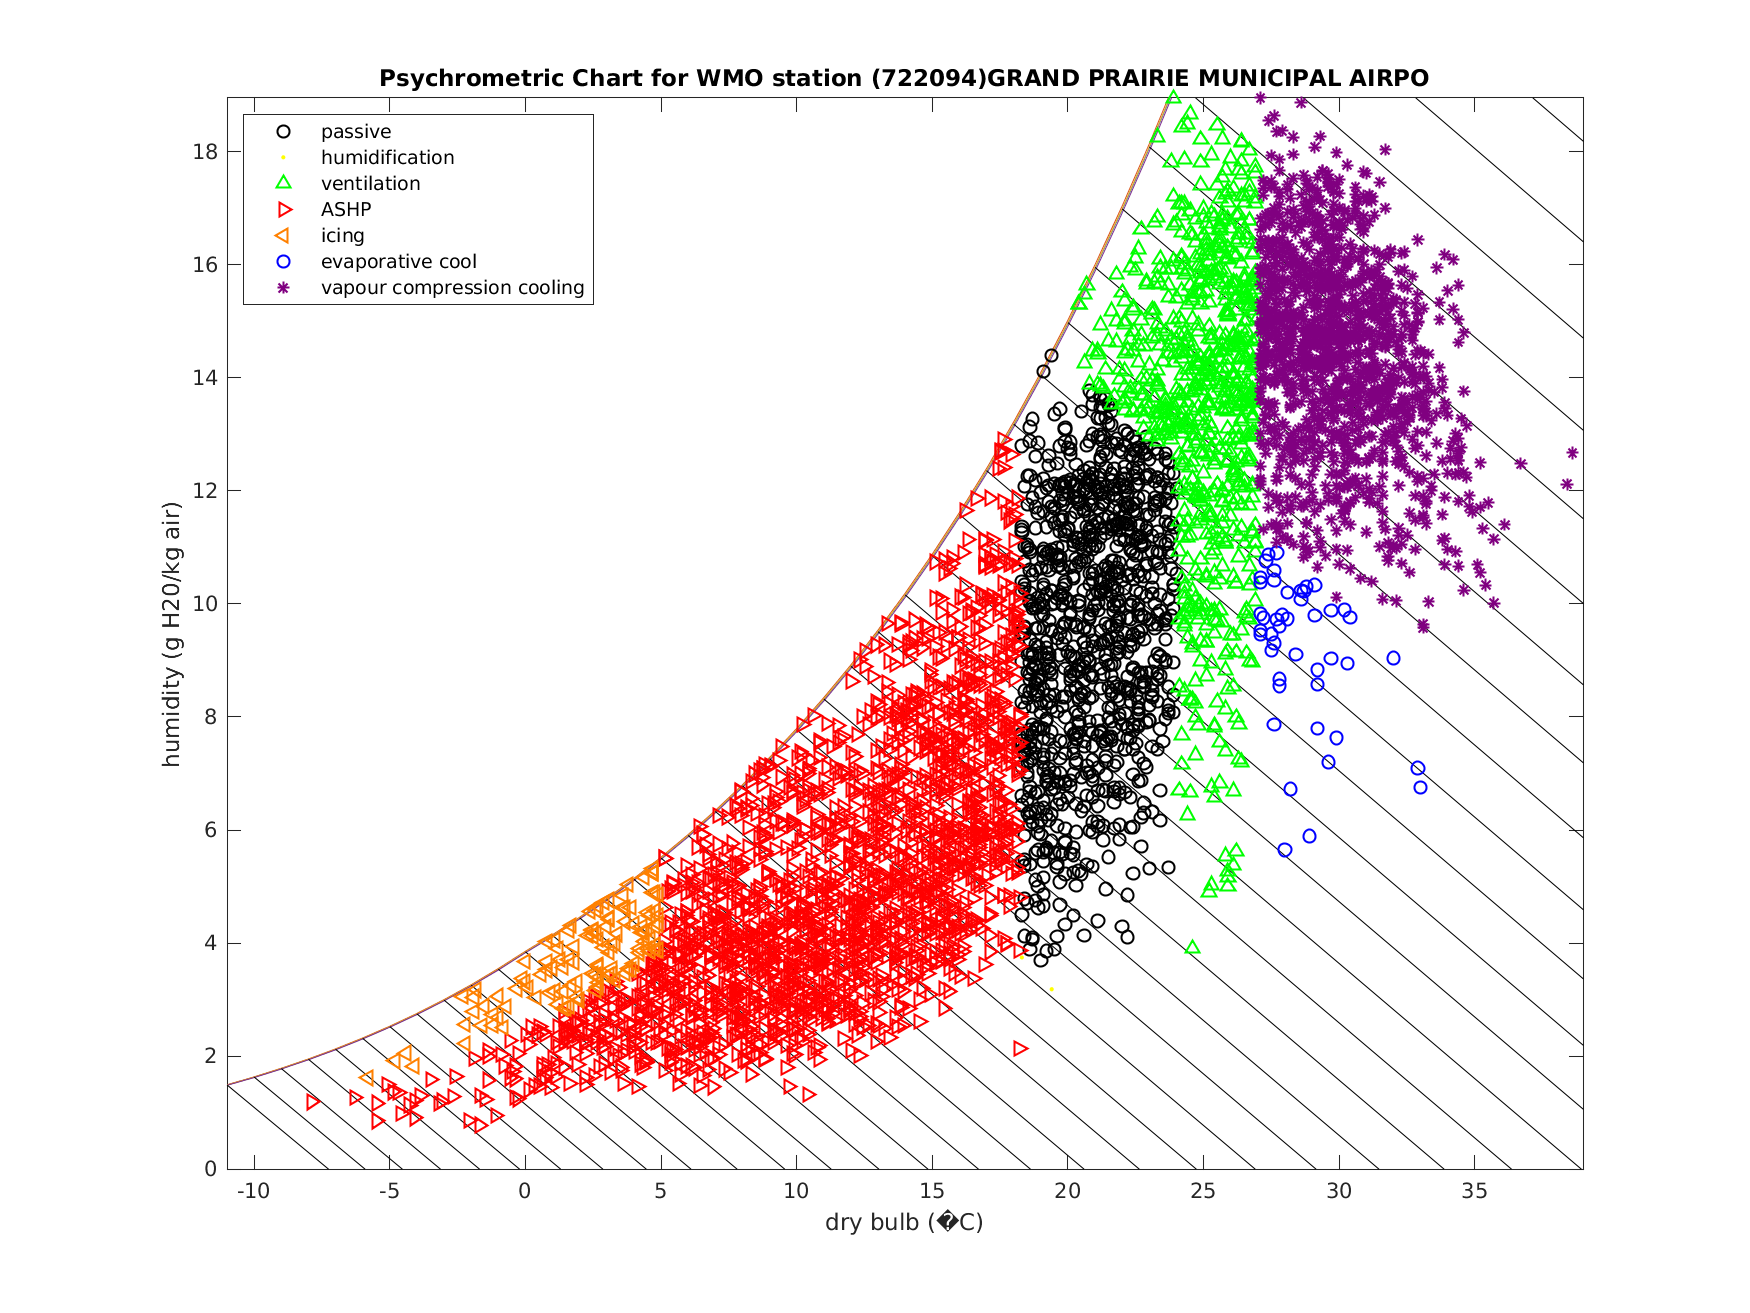 Psychrometric Chart for WMO station (722094)GRAND PRAIRIE MUNICIPAL AIRPO
passive
humidification
ventilation
ASHP
icing
evaporative cool
vapour compression cooling
humidity (g H20/kg air)
18
16
14
12
10
8
6
4
2
0
-10 -5 0 5 10 15 20 25 30 35
dry bulb (�C)